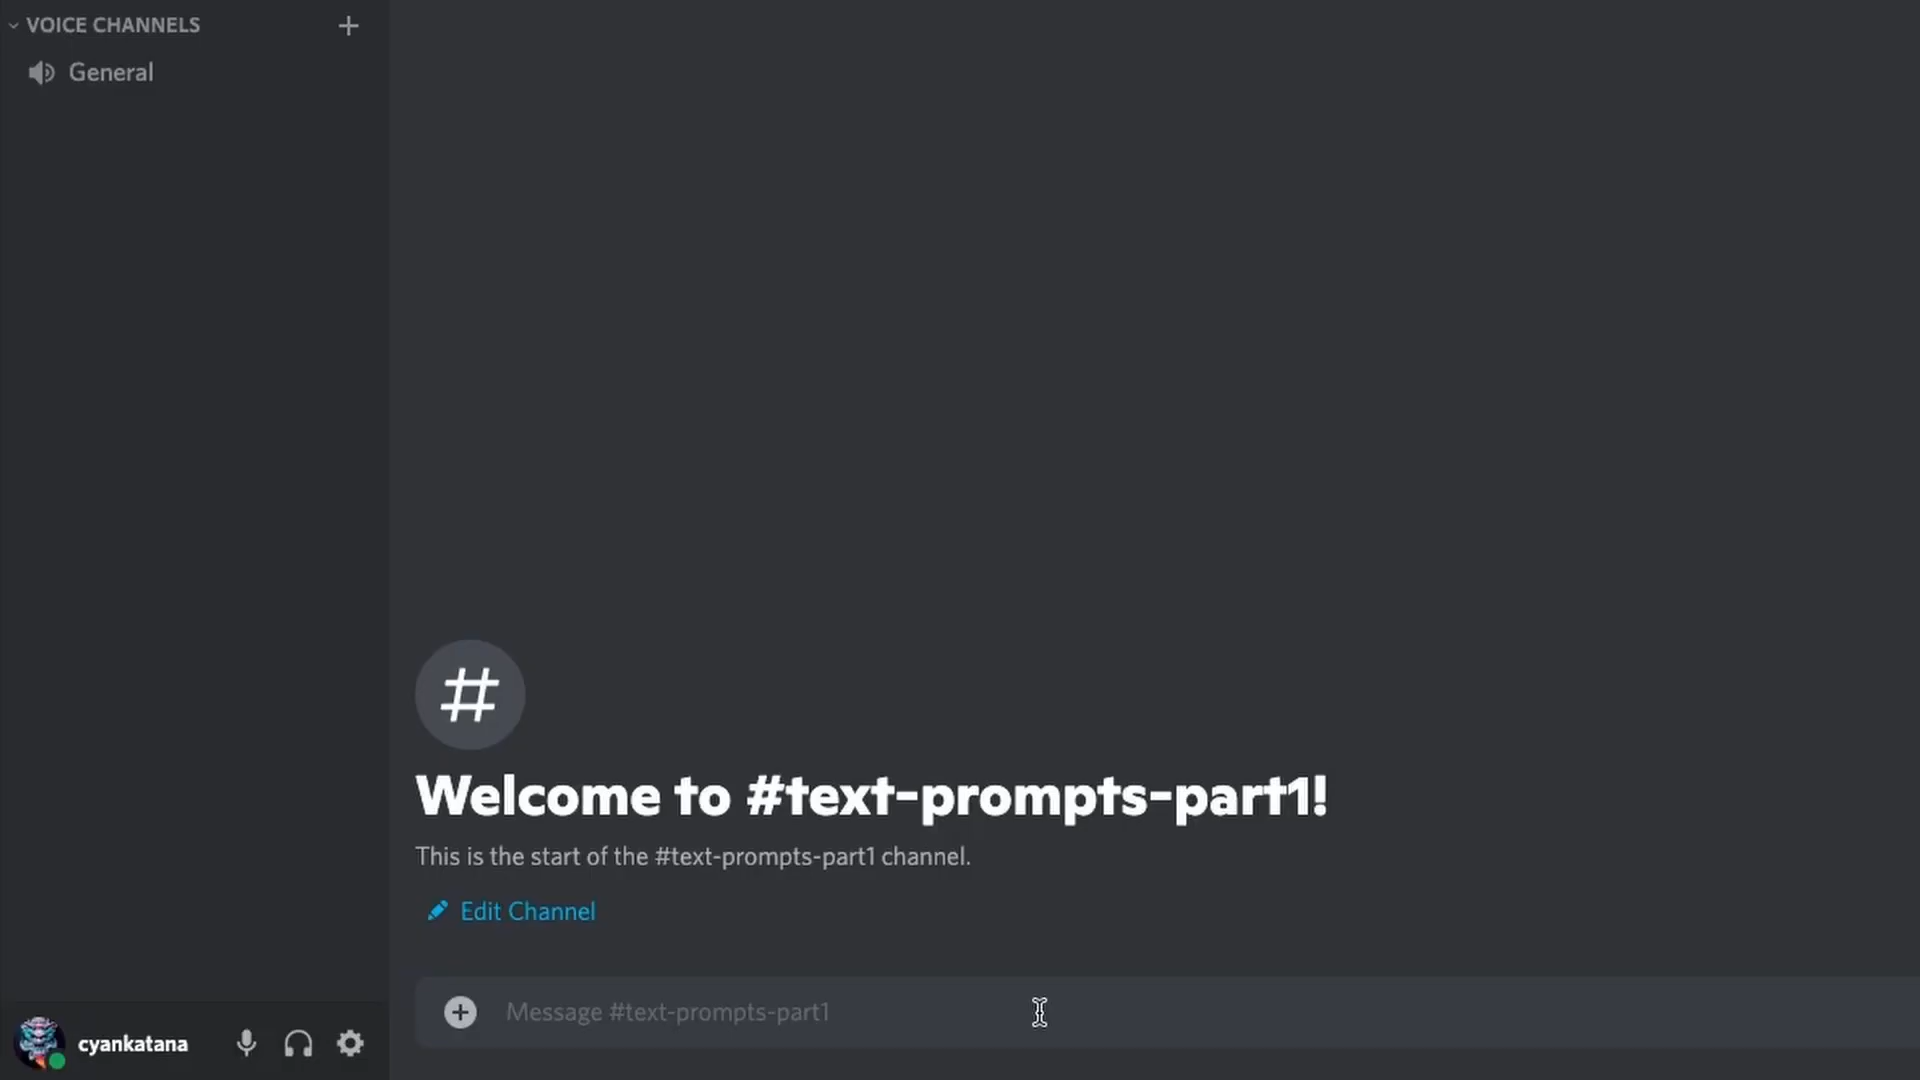 VOICE CHANNELS
General
#
Welcome to #text-prompts-part1!
This is the start of the #text-prompts-part1 channel.
Edit Channel
Message #text-prompts-part1
cyankatana